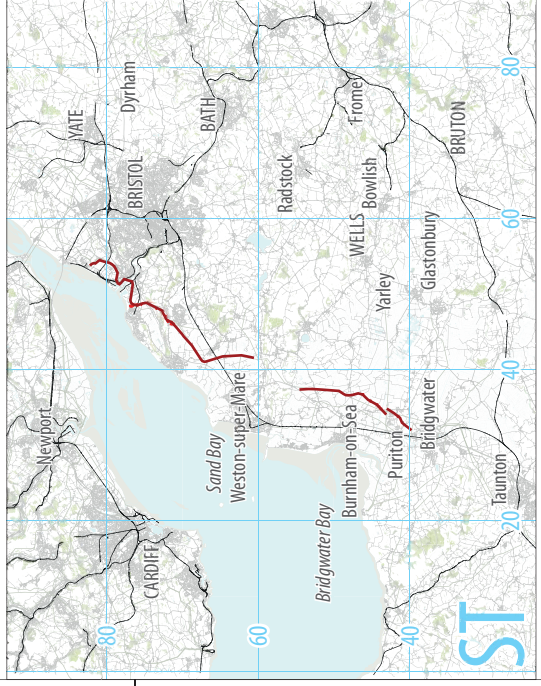 Newport
YATE
80
Dyrham
BRISTOL
CARDIFF
BATH
Sand Bay
Weston-super-Mare
60
Radstock
Bridgwater Bay
Burnham-on-Sea
WELLS
Frome
Bowlish
Yarley
Puriton
40
Bridgwater
Glastonbury
BRUTON
ST
Taunton
20
40
60
80